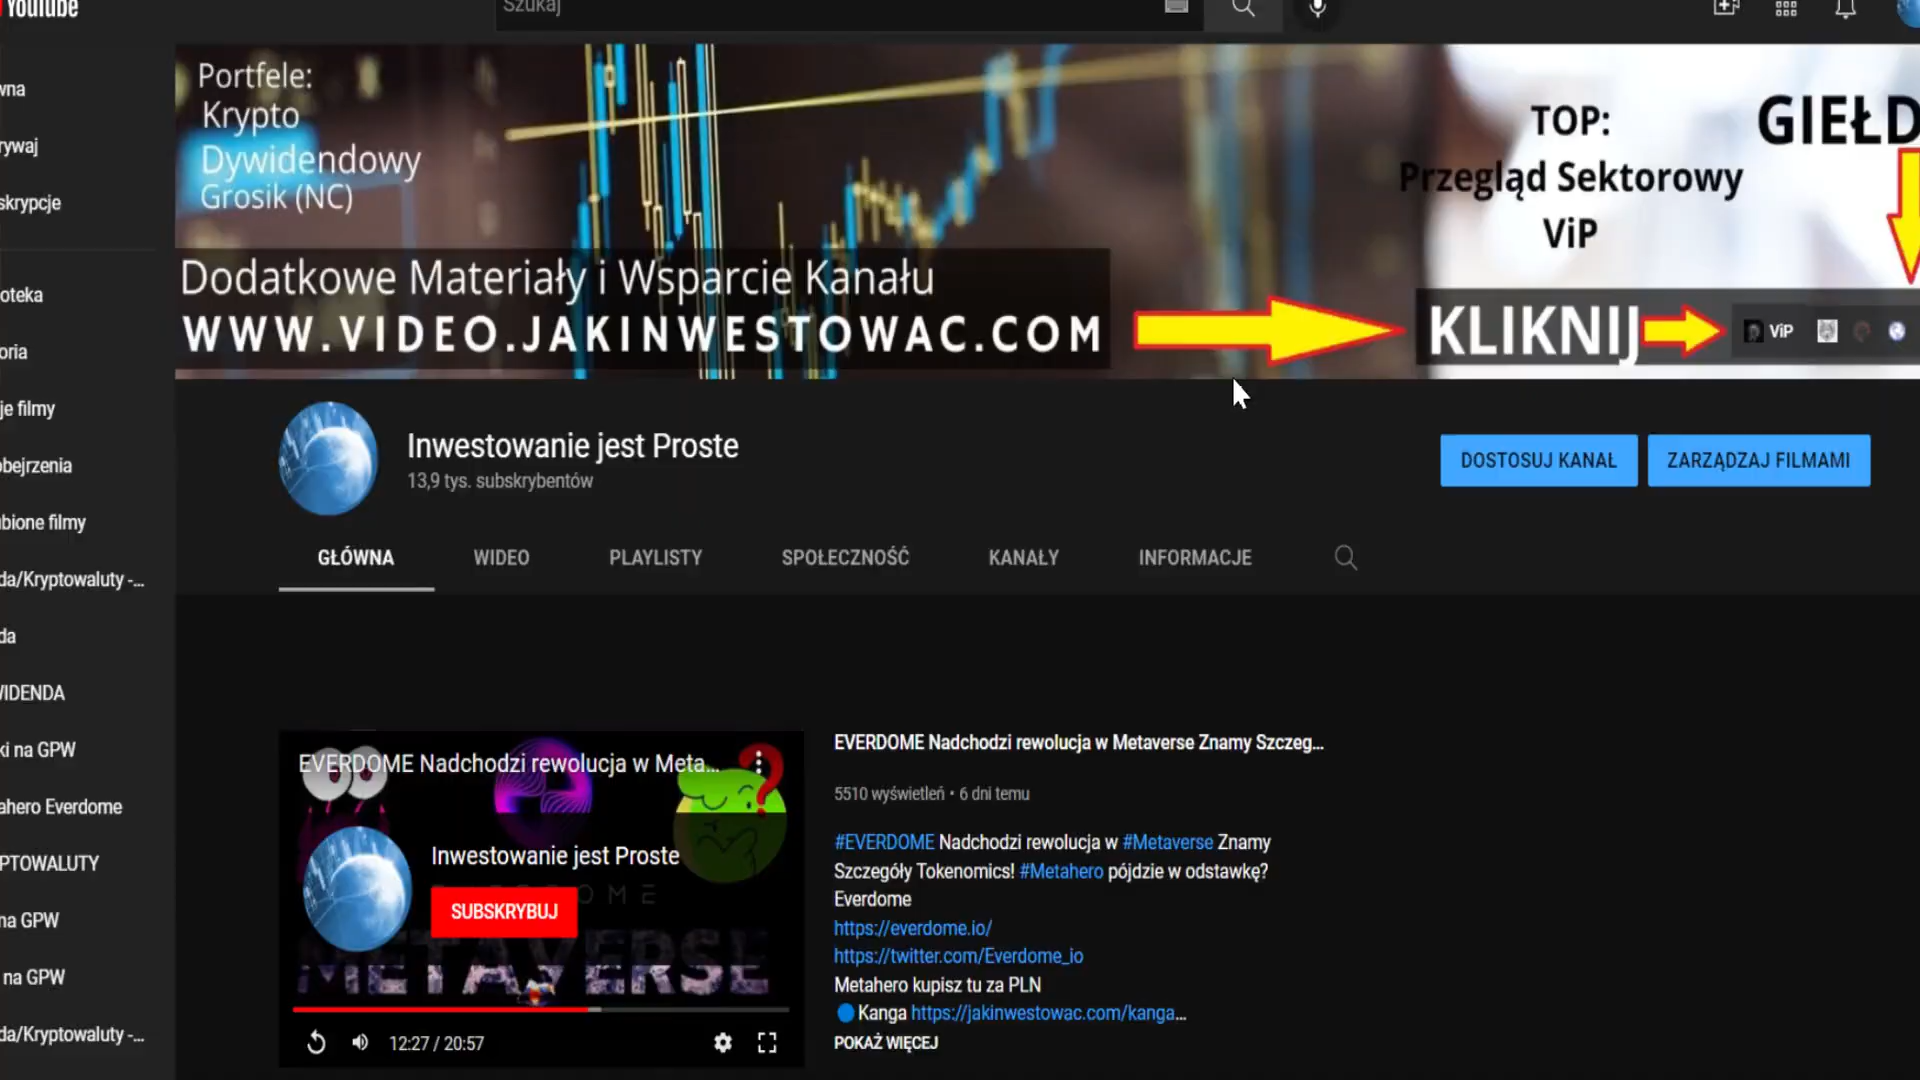 YouTube
Szukaj
wna
rywaj
skrypcje
oteka
oria
je filmy
obejrzenia
ubione filmy
da/Kryptowaluty -...
da
VIDENDA
ki na GPW
ahero Everdome
PTOWALUTY
na GPW
na GPW
da/Kryptowaluty -...
Portfele:
Krypto
Dywidendowy
Grosik (NC)
Dodatkowe Materiały i Wsparcie Kanału
WWW.VIDEO.JAKINWESTOWAC.COM
TOP:
Przegląd Sektorowy
ViP
GIEŁD
KLIKNIJ
ViP
Inwestowanie jest Proste
13,9 tys. subskrybentów
DOSTOSUJ KANAŁ
ZARZĄDZAJ FILMAMI
GŁÓWNA
WIDEO
PLAYLISTY
SPOŁECZNOŚĆ
KANAŁY
INFORMACJE
EVERDOME Nadchodzi rewolucja w Meta...
Inwestowanie jest Proste
SUBSKRYBUJ
METAVERSE
12:27 / 20:57
EVERDOME Nadchodzi rewolucja w Metaverse Znamy Szczeg...
5510 wyświetleń • 6 dni temu
#EVERDOME Nadchodzi rewolucja w #Metaverse Znamy
Szczegóły Tokenomics! #Metahero pójdzie w odstawkę?
Everdome
https://everdome.io/
https://twitter.com/Everdome_io
Metahero kupisz tu za PLN
Kanga https://jakinwestowac.com/kanga...
POKAŻ WIĘCEJ